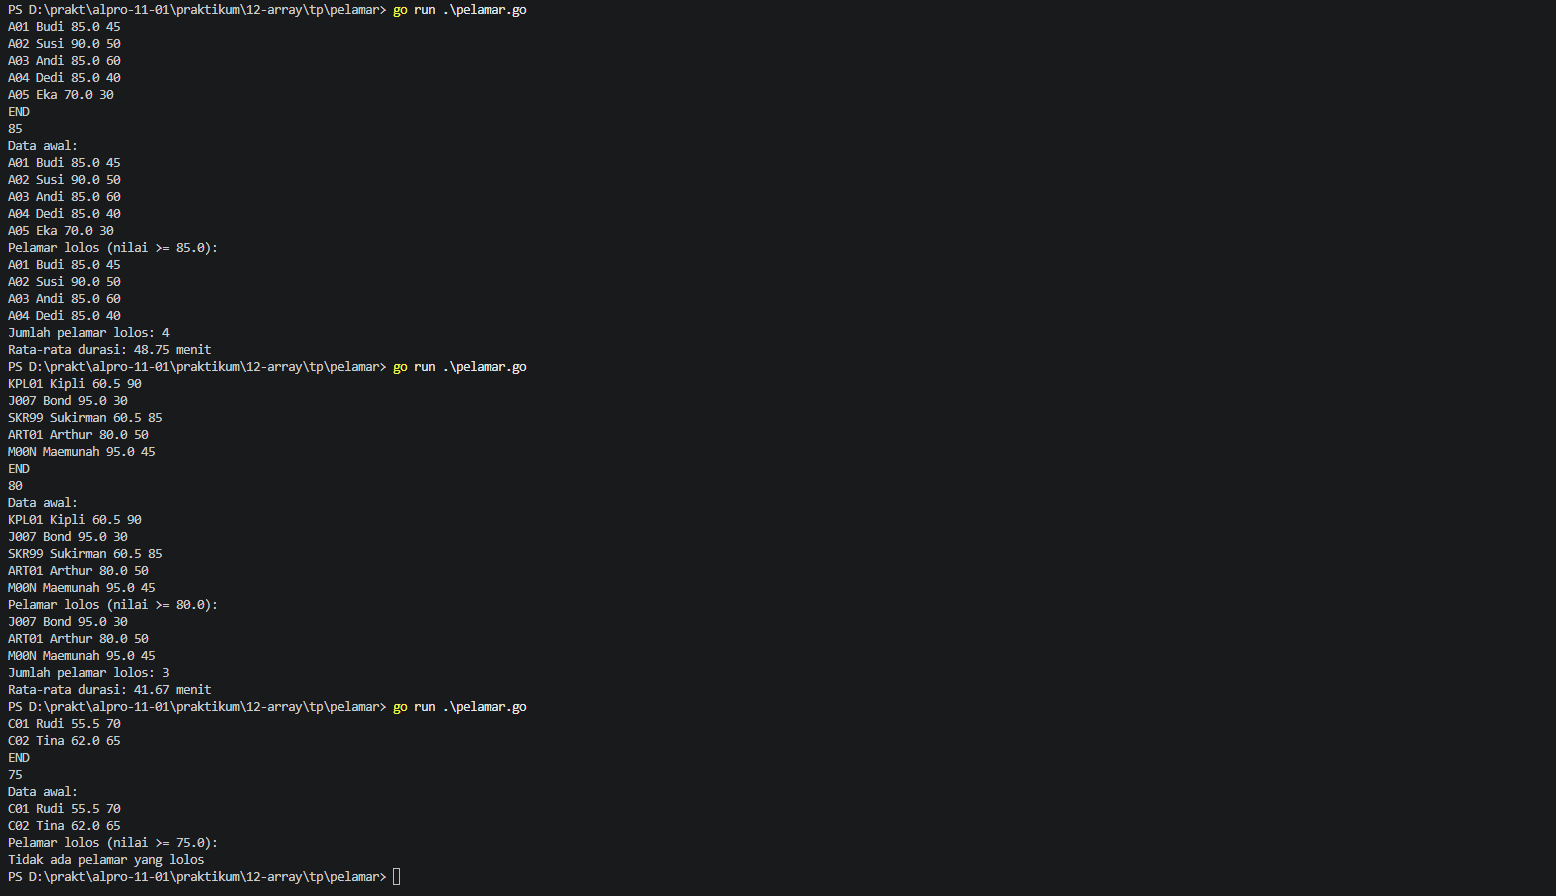 PS D:\prakt\alpro-11-01\praktikum\12-array\tp\pelamar> go run .\pelamar.go
A01 Budi 85.0 45
A02 Susi 90.0 50
A03 Andi 85.0 60
A04 Dedi 85.0 40
A05 Eka 70.0 30
END
85
Data awal:
A01 Budi 85.0 45
A02 Susi 90.0 50
A03 Andi 85.0 60
A04 Dedi 85.0 40
A05 Eka 70.0 30
Pelamar lolos (nilai >= 85.0):
A01 Budi 85.0 45
A02 Susi 90.0 50
A03 Andi 85.0 60
A04 Dedi 85.0 40
Jumlah pelamar lolos: 4
Rata-rata durasi: 48.75 menit
PS D:\prakt\alpro-11-01\praktikum\12-array\tp\pelamar> go run .\pelamar.go
KPL01 Kipli 60.5 90
J007 Bond 95.0 30
SKR99 Sukirman 60.5 85
ART01 Arthur 80.0 50
M00N Maemunah 95.0 45
END
80
Data awal:
KPL01 Kipli 60.5 90
J007 Bond 95.0 30
SKR99 Sukirman 60.5 85
ART01 Arthur 80.0 50
M00N Maemunah 95.0 45
Pelamar lolos (nilai >= 80.0):
J007 Bond 95.0 30
ART01 Arthur 80.0 50
M00N Maemunah 95.0 45
Jumlah pelamar lolos: 3
Rata-rata durasi: 41.67 menit
PS D:\prakt\alpro-11-01\praktikum\12-array\tp\pelamar> go run .\pelamar.go
C01 Rudi 55.5 70
C02 Tina 62.0 65
END
75
Data awal:
C01 Rudi 55.5 70
C02 Tina 62.0 65
Pelamar lolos (nilai >= 75.0):
Tidak ada pelamar yang lolos
PS D:\prakt\alpro-11-01\praktikum\12-array\tp\pelamar>